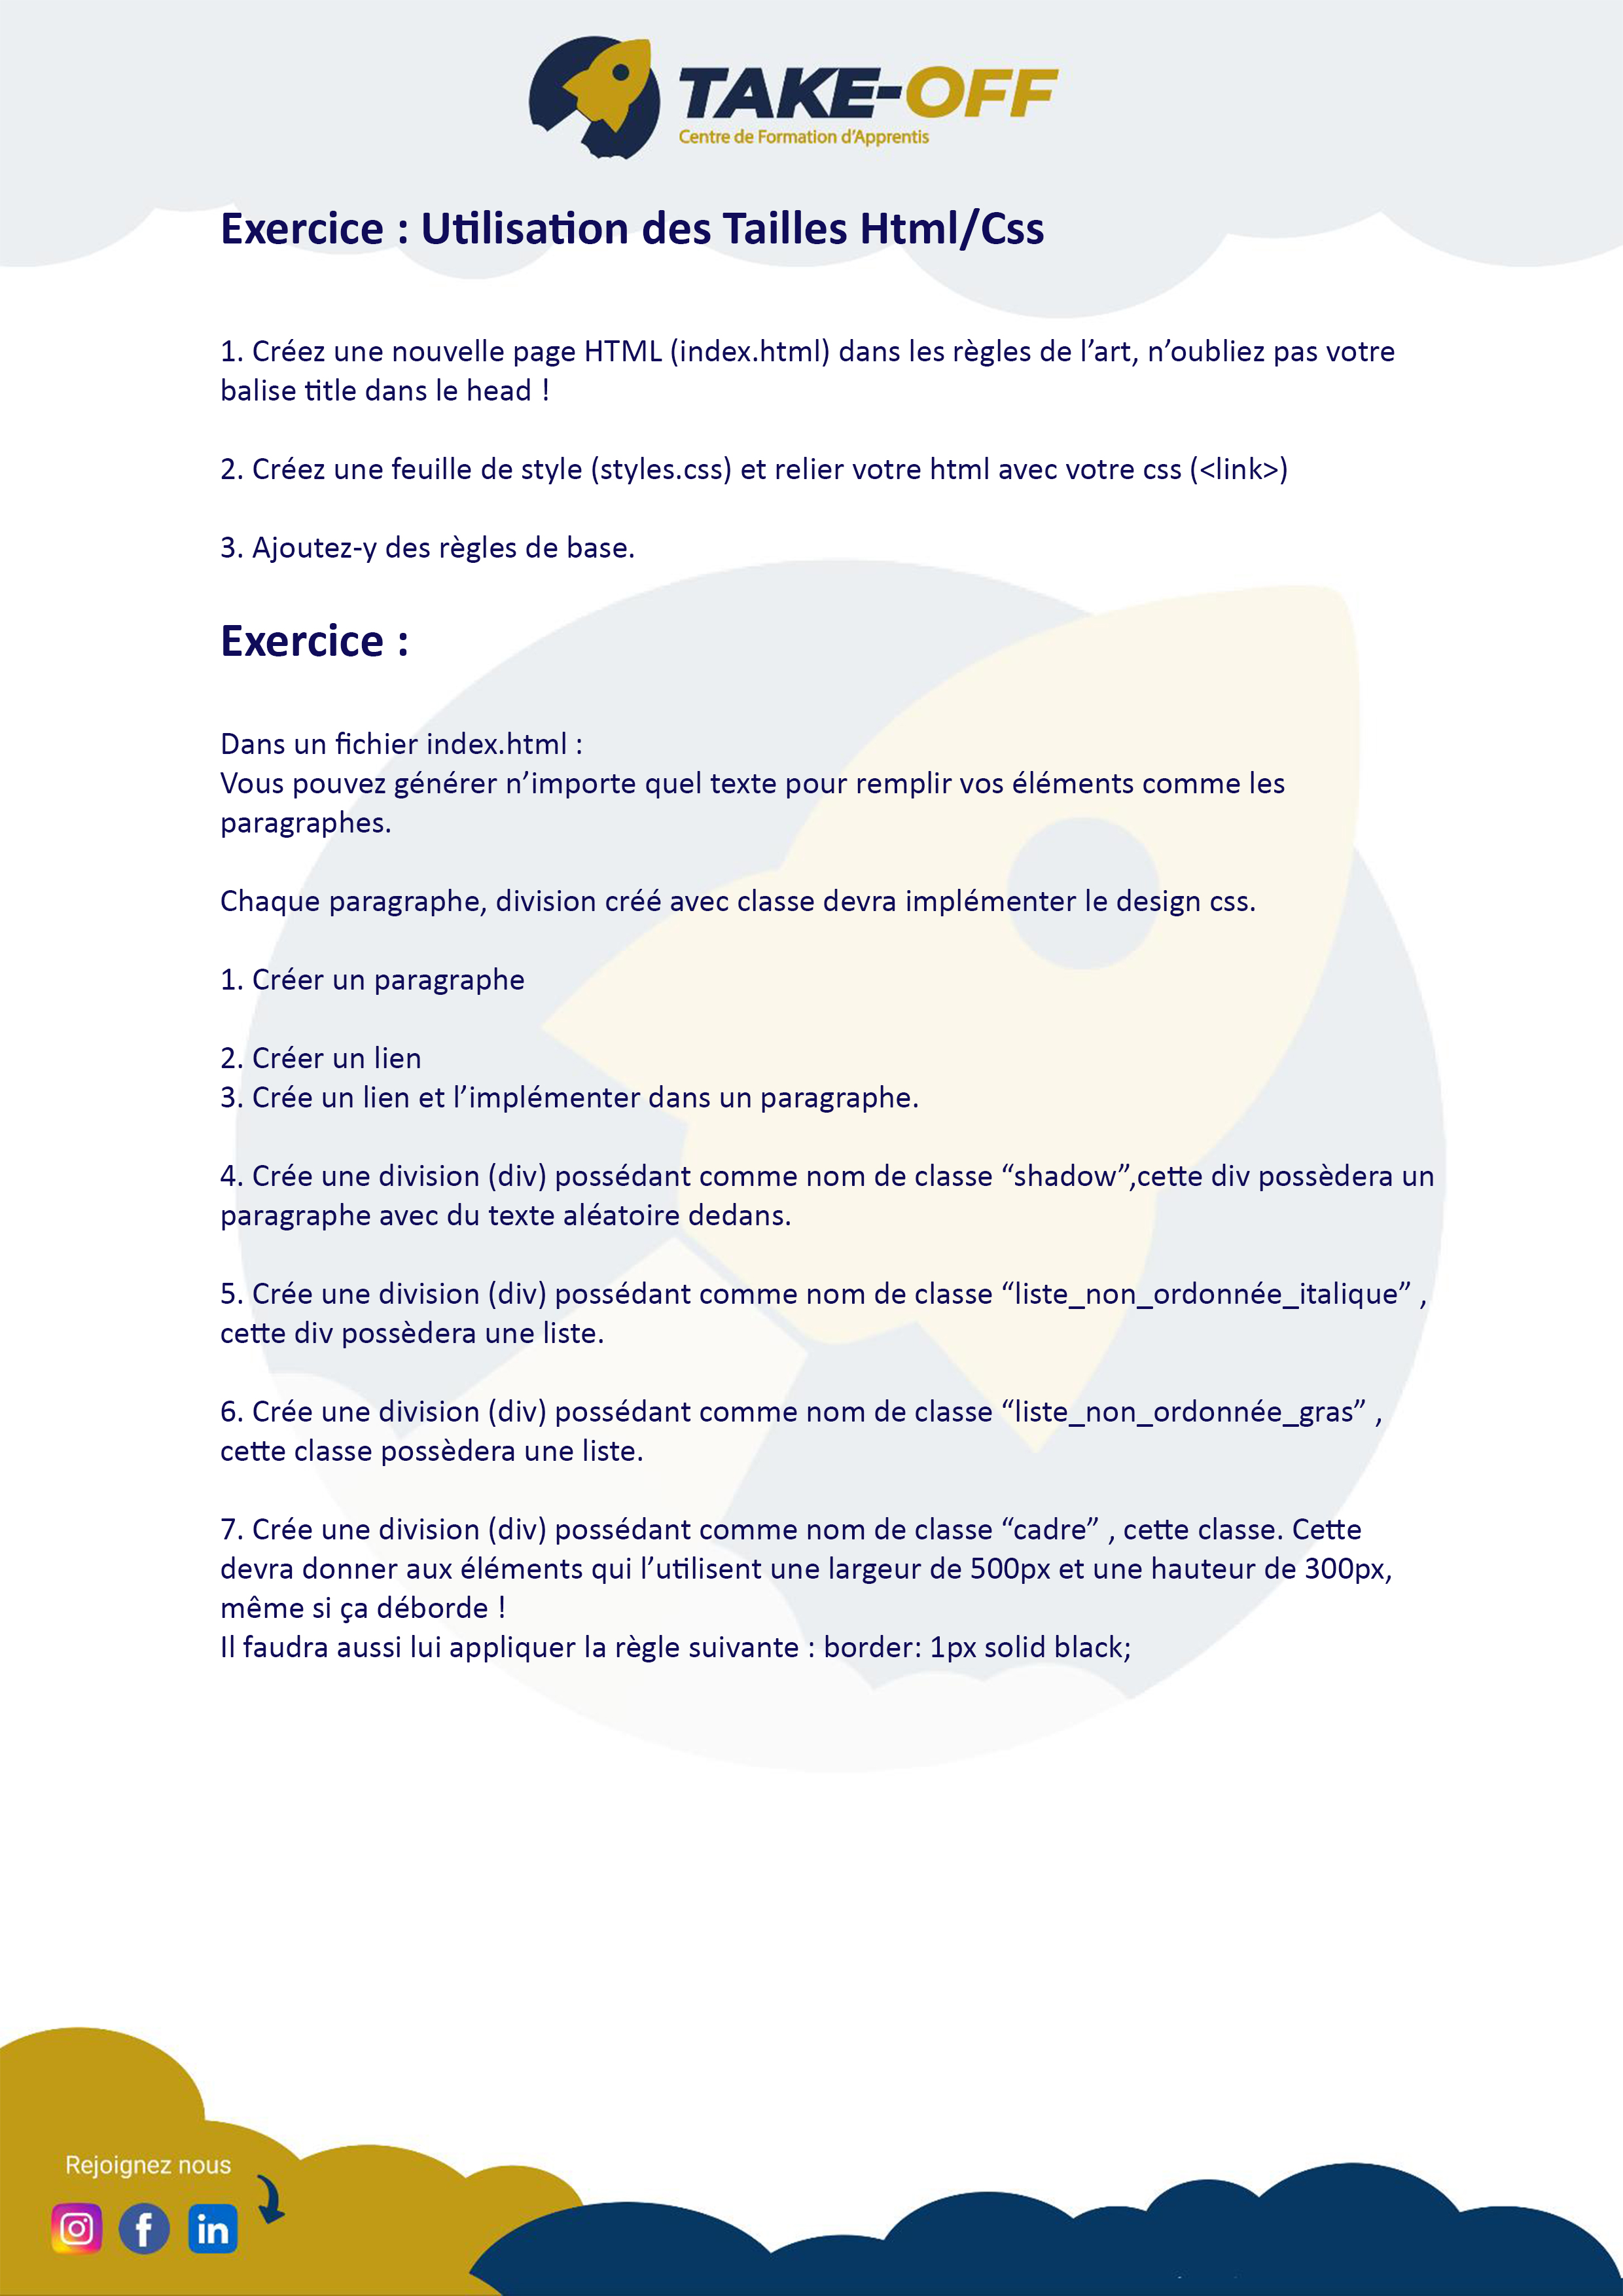 TAKE-OFF
Centre de Formation d'Apprentis
Exercice : Utilisation des Tailles Html/Css
1. Créez une nouvelle page HTML (index.html) dans les règles de l’art, n’oubliez pas votre
balise title dans le head !
2. Créez une feuille de style (styles.css) et relier votre html avec votre css (<link>)
3. Ajoutez-y des règles de base.
Exercice :
Dans un fichier index.html :
Vous pouvez générer n’importe quel texte pour remplir vos éléments comme les
paragraphes.
Chaque paragraphe, division créé avec classe devra implémenter le design css.
1. Créer un paragraphe
2. Créer un lien
3. Crée un lien et l’implémenter dans un paragraphe.
4. Crée une division (div) possédant comme nom de classe “shadow”,cette div possèdera un
paragraphe avec du texte aléatoire dedans.
5. Crée une division (div) possédant comme nom de classe “liste_non_ordonnée_italique” ,
cette div possèdera une liste.
6. Crée une division (div) possédant comme nom de classe “liste_non_ordonnée_gras” ,
cette classe possèdera une liste.
7. Crée une division (div) possédant comme nom de classe “cadre” , cette classe. Cette
devra donner aux éléments qui l’utilisent une largeur de 500px et une hauteur de 300px,
même si ça déborde !
Il faudra aussi lui appliquer la règle suivante : border: 1px solid black;
Rejoignez nous